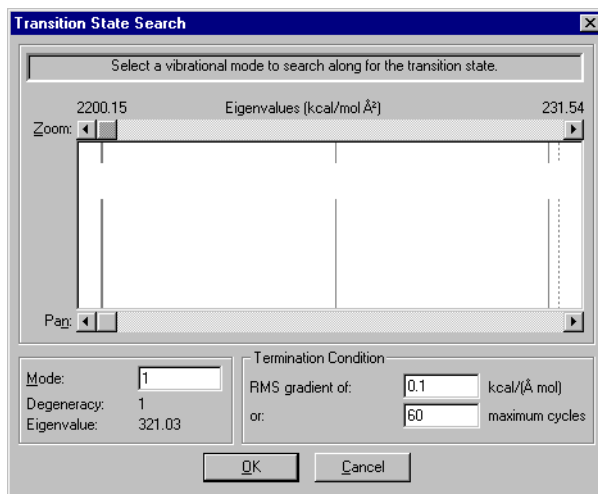 Transition State Search
Select a vibrational mode to search along for the transition state.
2200.15 Eigenvalues (kcal/mol Å²) 231.54
Zoom:
Pan:
Mode: 1
Degeneracy: 1
Eigenvalue: 321.03
Termination Condition
RMS gradient of: 0.1 kcal/(Å mol)
or: 60 maximum cycles
OK Cancel